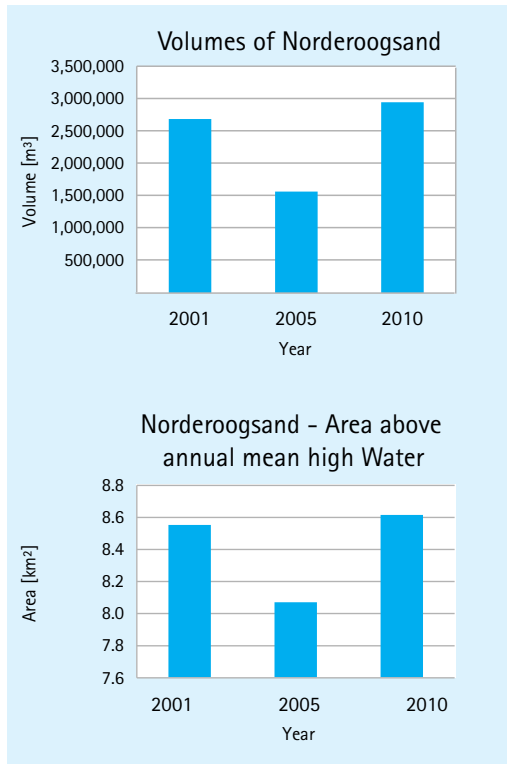 Volumes of Norderoogsand
3,500,000
3,000,000
2,500,000
2,000,000
1,500,000
1,000,000
500,000
Volume [m³]
2001 2005 2010
Year
Norderoogsand - Area above
annual mean high Water
8.8
8.6
8.4
8.2
8.0
7.8
7.6
Area [km²]
2001 2005 2010
Year